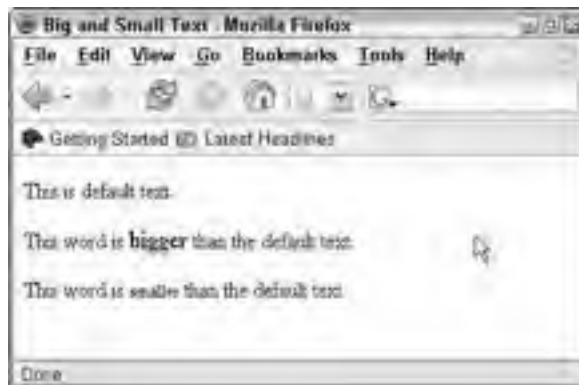 Big and Small Text - Mozilla Firefox
File Edit View Go Bookmarks Tools Help
Getting Started Latest Headlines
This is default text.
This word is bigger than the default text.
This word is smaller than the default text.
Done